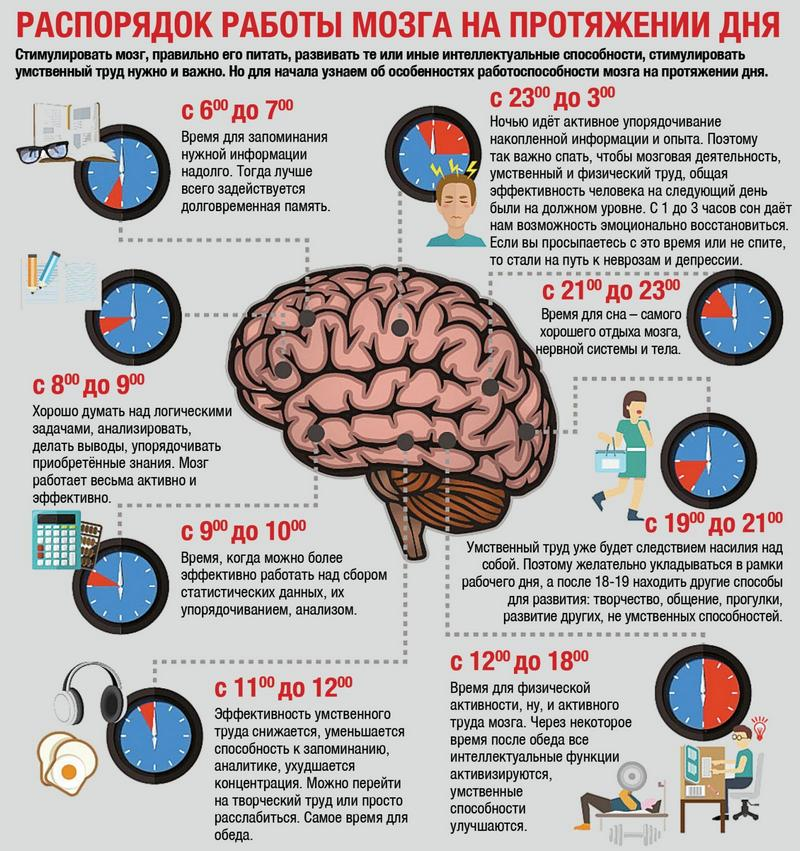 РАСПОРЯДОК РАБОТЫ МОЗГА НА ПРОТЯЖЕНИИ ДНЯ
Стимулировать мозг, правильно его питать, развивать те или иные интеллектуальные способности, стимулировать
умственный труд нужно и важно. Но для начала узнаем об особенностях работоспособности мозга на протяжении дня.
с 6⁰⁰ до 7⁰⁰
Время для запоминания
нужной информации
надолго. Тогда лучше
всего задействуется
долговременная память.
с 23⁰⁰ до 3⁰⁰
Ночью идёт активное упорядочивание
накопленной информации и опыта. Поэтому
так важно спать, чтобы мозговая деятельность,
умственный и физический труд, общая
эффективность человека на следующий день
были на должном уровне. С 1 до 3 часов сон даёт
нам возможность эмоционально восстановиться.
Если вы просыпаетесь с это время или не спите,
то стали на путь к неврозам и депрессии.
с 21⁰⁰ до 23⁰⁰
Время для сна – самого
хорошего отдыха мозга,
нервной системы и тела.
с 8⁰⁰ до 9⁰⁰
Хорошо думать над логическими
задачами, анализировать,
делать выводы, упорядочивать
приобретённые знания. Мозг
работает весьма активно и
эффективно.
с 9⁰⁰ до 10⁰⁰
Время, когда можно более
эффективно работать над сбором
статистических данных, их
упорядочиванием, анализом.
с 19⁰⁰ до 21⁰⁰
Умственный труд уже будет следствием насилия над
собой. Поэтому желательно укладываться в рамки
рабочего дня, а после 18-19 находить другие способы
для развития: творчество, общение, прогулки,
развитие других, не умственных способностей.
с 11⁰⁰ до 12⁰⁰
Эффективность умственного
труда снижается, уменьшается
способность к запоминанию,
аналитике, ухудшается
концентрация. Можно перейти
на творческий труд или просто
расслабиться. Самое время для
обеда.
с 12⁰⁰ до 18⁰⁰
Время для физической
активности, ну, и активного
труда мозга. Через некоторое
время после обеда все
интеллектуальные функции
активизируются,
умственные
способности
улучшаются.